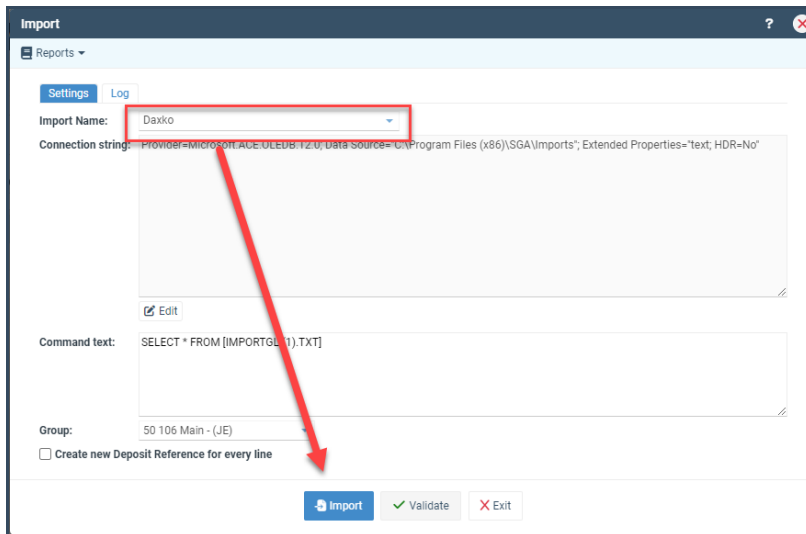 Import ?
Reports
Settings Log
Import Name: Daxko
Connection string: Provider=Microsoft.ACE.OLEDB.12.0; Data Source="C:\Program Files (x86)\SGA\Imports"; Extended Properties="text; HDR=No"
Edit
Command text: SELECT * FROM [IMPORTGL(1).TXT]
Group: 50 106 Main - (JE)
Create new Deposit Reference for every line
Import Validate Exit